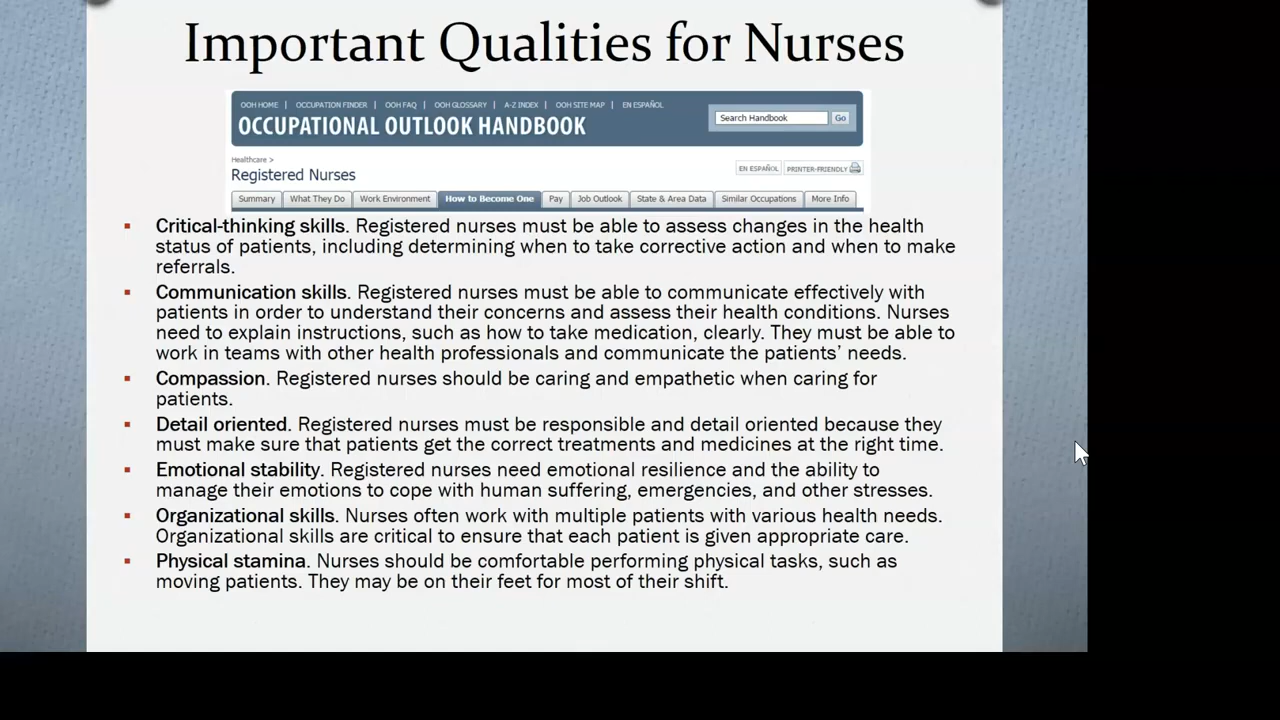 Important Qualities for Nurses
OOH HOME | OCCUPATION FINDER | OOH FAQ | OOH GLOSSARY | A-Z INDEX | OOH SITE MAP | EN ESPAÑOL
OCCUPATIONAL OUTLOOK HANDBOOK
Search Handbook Go
Healthcare >
Registered Nurses
EN ESPAÑOL PRINTER-FRIENDLY
Summary What They Do Work Environment How to Become One Pay Job Outlook State & Area Data Similar Occupations More Info
▪ Critical-thinking skills. Registered nurses must be able to assess changes in the health
status of patients, including determining when to take corrective action and when to make
referrals.
▪ Communication skills. Registered nurses must be able to communicate effectively with
patients in order to understand their concerns and assess their health conditions. Nurses
need to explain instructions, such as how to take medication, clearly. They must be able to
work in teams with other health professionals and communicate the patients’ needs.
▪ Compassion. Registered nurses should be caring and empathetic when caring for
patients.
▪ Detail oriented. Registered nurses must be responsible and detail oriented because they
must make sure that patients get the correct treatments and medicines at the right time.
▪ Emotional stability. Registered nurses need emotional resilience and the ability to
manage their emotions to cope with human suffering, emergencies, and other stresses.
▪ Organizational skills. Nurses often work with multiple patients with various health needs.
Organizational skills are critical to ensure that each patient is given appropriate care.
▪ Physical stamina. Nurses should be comfortable performing physical tasks, such as
moving patients. They may be on their feet for most of their shift.